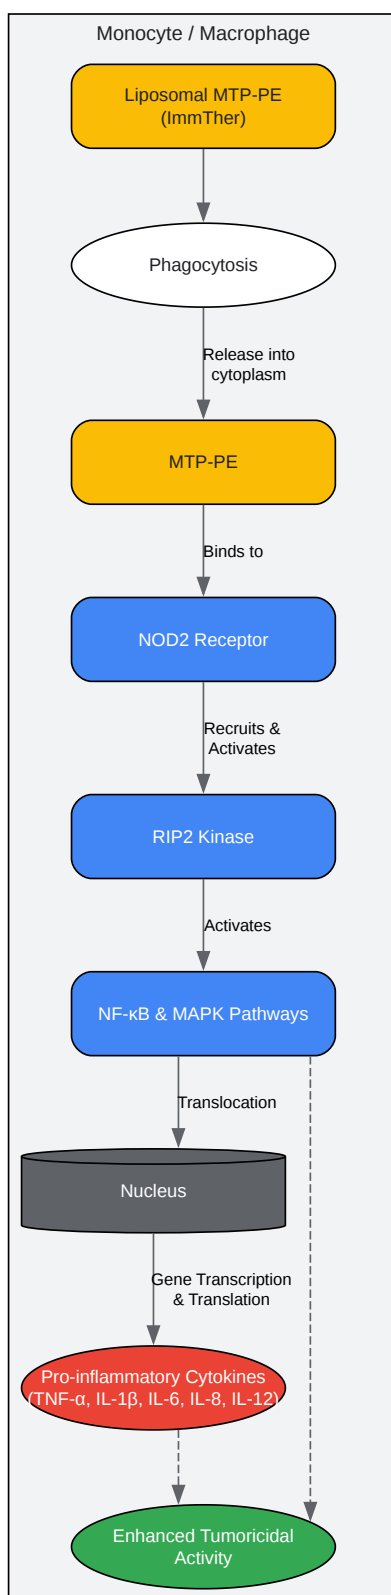 Monocyte / Macrophage
Liposomal MTP-PE
(ImmTher)
Phagocytosis
Release into
cytoplasm
MTP-PE
Binds to
NOD2 Receptor
Recruits &
Activates
RIP2 Kinase
Activates
NF-κB & MAPK Pathways
Translocation
Nucleus
Gene Transcription
& Translation
Pro-inflammatory Cytokines
(TNF-α, IL-1β, IL-6, IL-8, IL-12)
Enhanced Tumoricidal
Activity